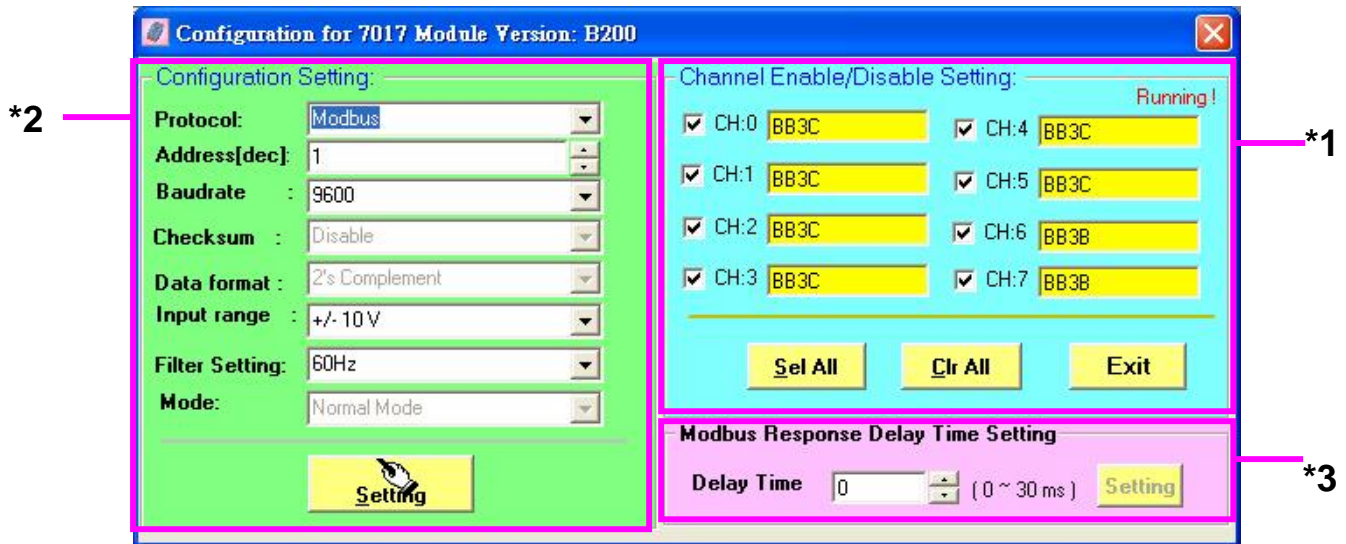 Configuration for 7017 Module Version: B200
*2
Configuration Setting:
Protocol: Modbus
Address[dec]: 1
Baudrate : 9600
Checksum : Disable
Data format : 2's Complement
Input range : +/- 10 V
Filter Setting: 60Hz
Mode: Normal Mode
Setting
*1
Channel Enable/Disable Setting:
Running !
CH:0 BB3C CH:4 BB3C
CH:1 BB3C CH:5 BB3C
CH:2 BB3C CH:6 BB3B
CH:3 BB3C CH:7 BB3B
Sel All Clr All Exit
*3
Modbus Response Delay Time Setting
Delay Time 0 ( 0 ~ 30 ms ) Setting